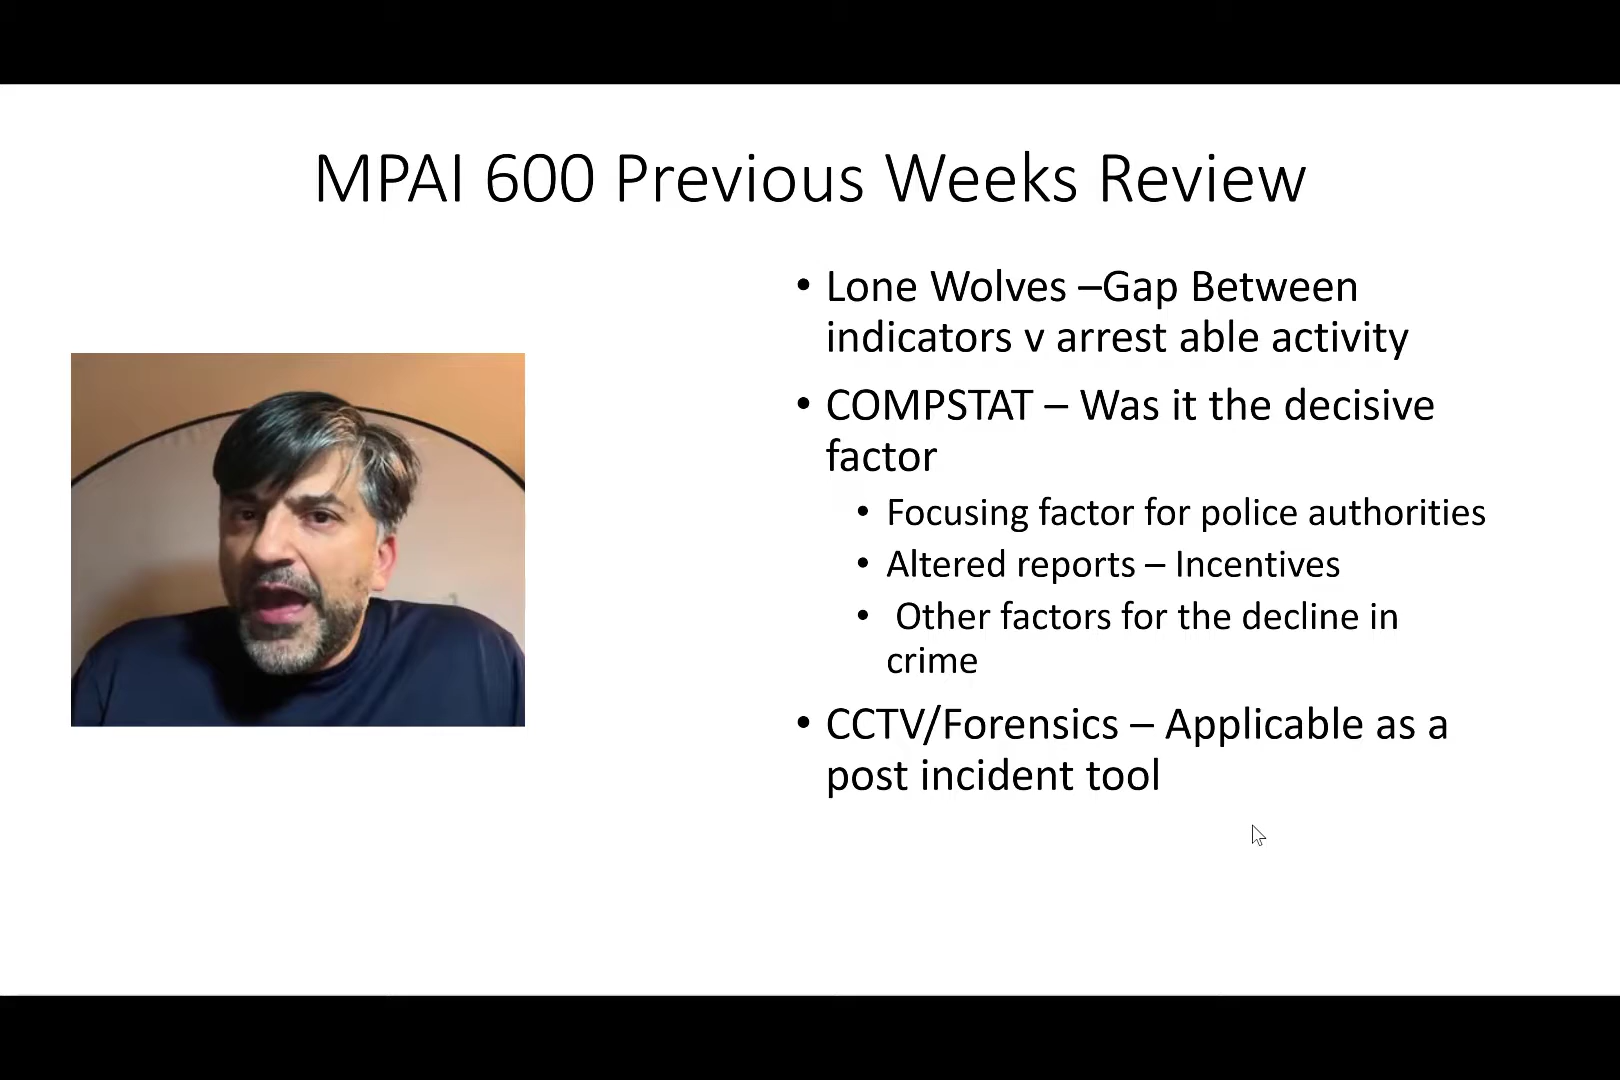 MPAI 600 Previous Weeks Review
• Lone Wolves –Gap Between
indicators v arrest able activity
• COMPSTAT – Was it the decisive
factor
• Focusing factor for police authorities
• Altered reports – Incentives
• Other factors for the decline in
crime
• CCTV/Forensics – Applicable as a
post incident tool